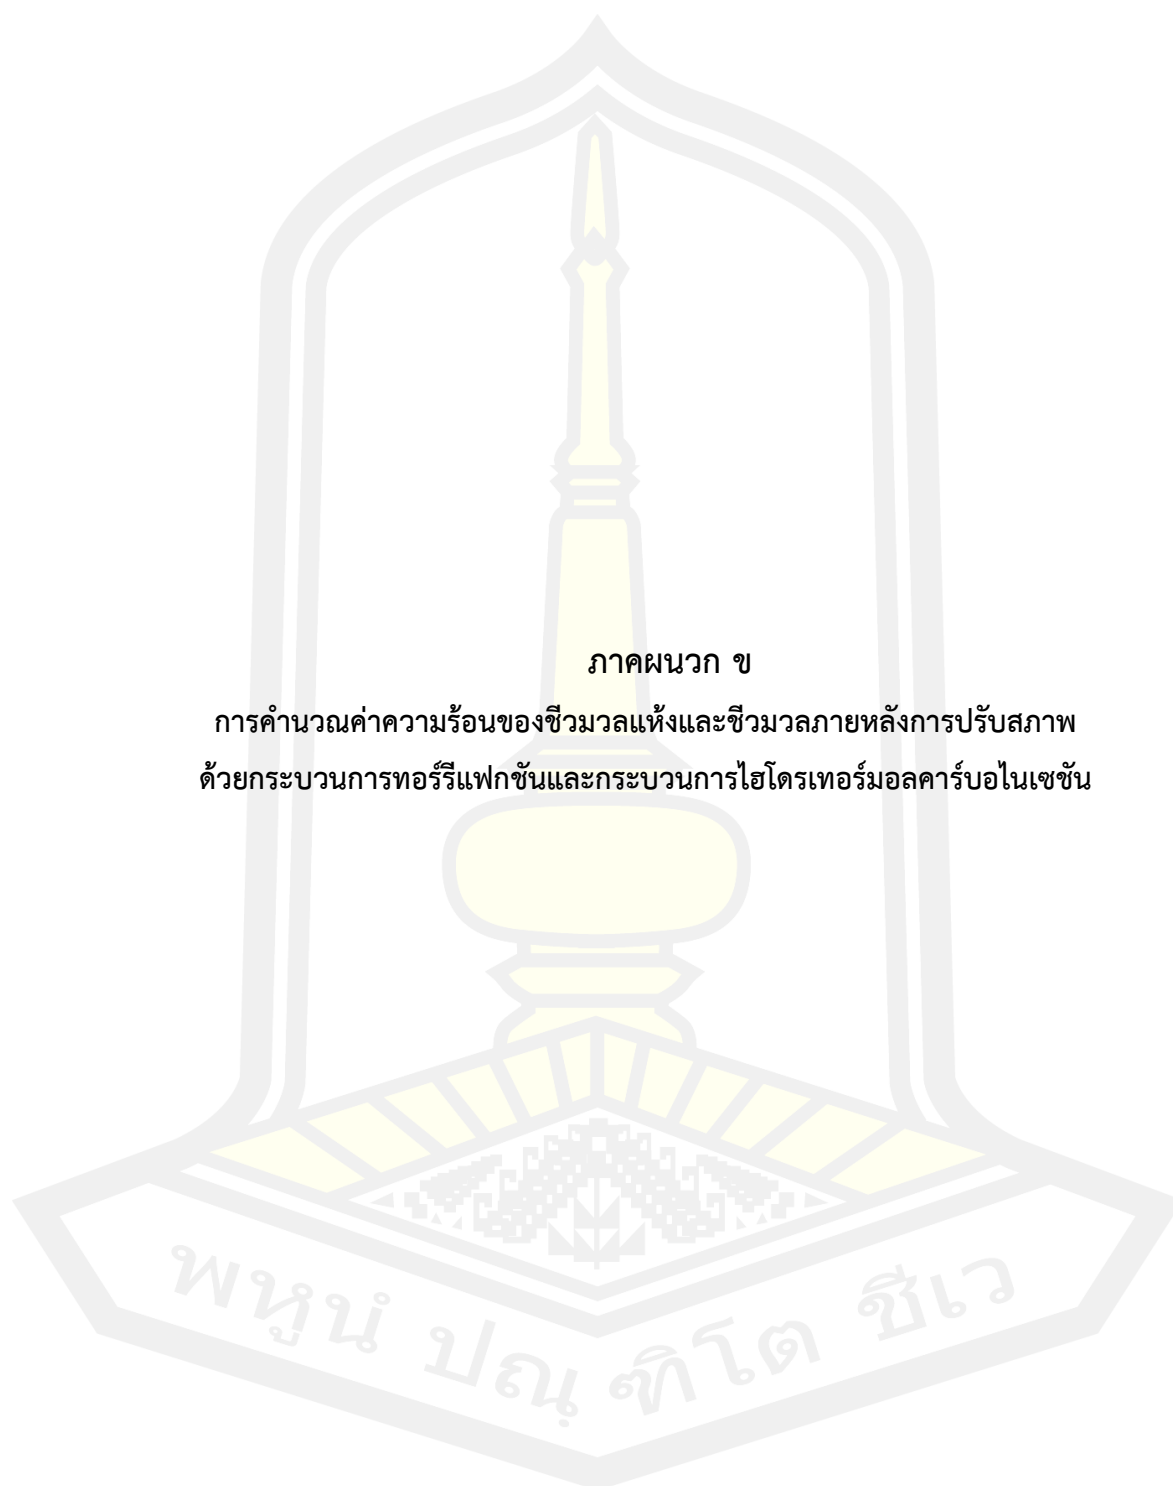 ภาคผนวก ข
การคำนวณค่าความร้อนของชีวมวลแห้งและชีวมวลภายหลังการปรับสภาพ
ด้วยกระบวนการทอร์รีแฟกชันและกระบวนการไฮโดรเทอร์มอลคาร์บอไนเซชัน
พหูนํ ปณฺฑิโต ชีเว